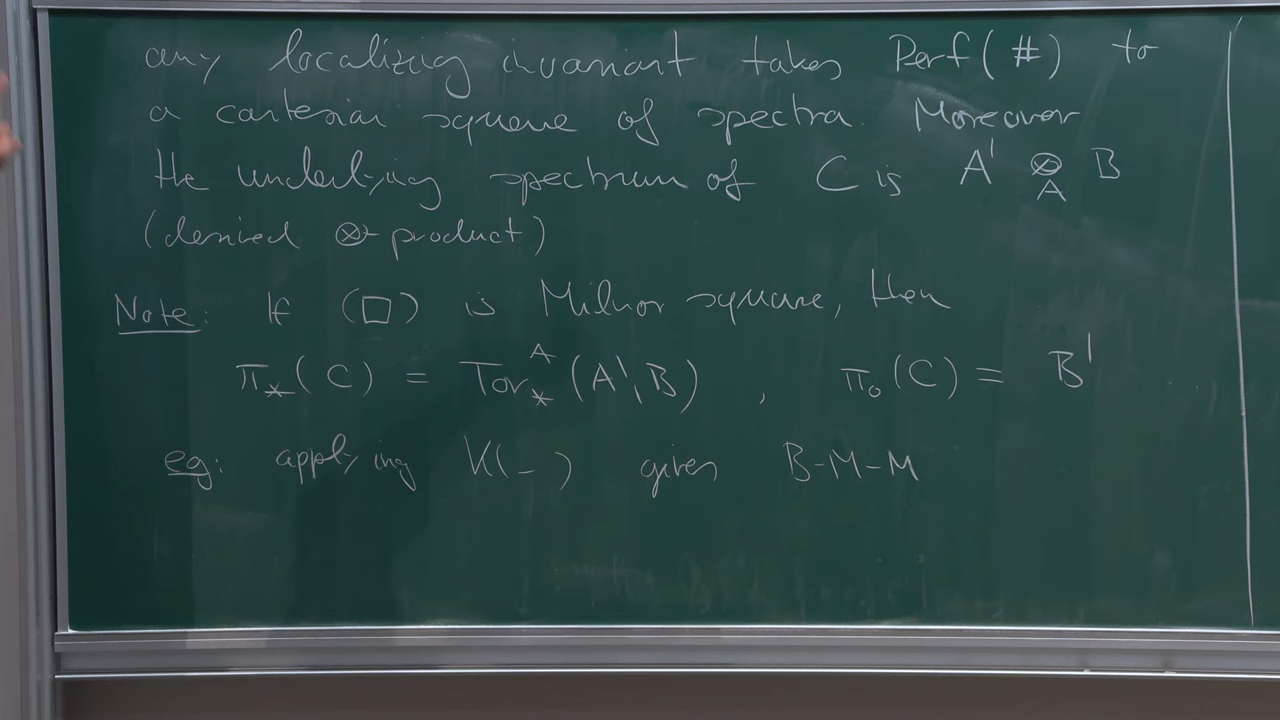 any localizing invariant takes Perf(#) to
a cartesian square of spectra. Moreover
the underlying spectrum of C is A' ⊗_A B
(derived ⊗-product)
Note: If (□) is Milnor square, then
π_*(C) = Tor_*^A(A', B) , π_0(C) = B'
eg: applying K(-) gives B-M-M